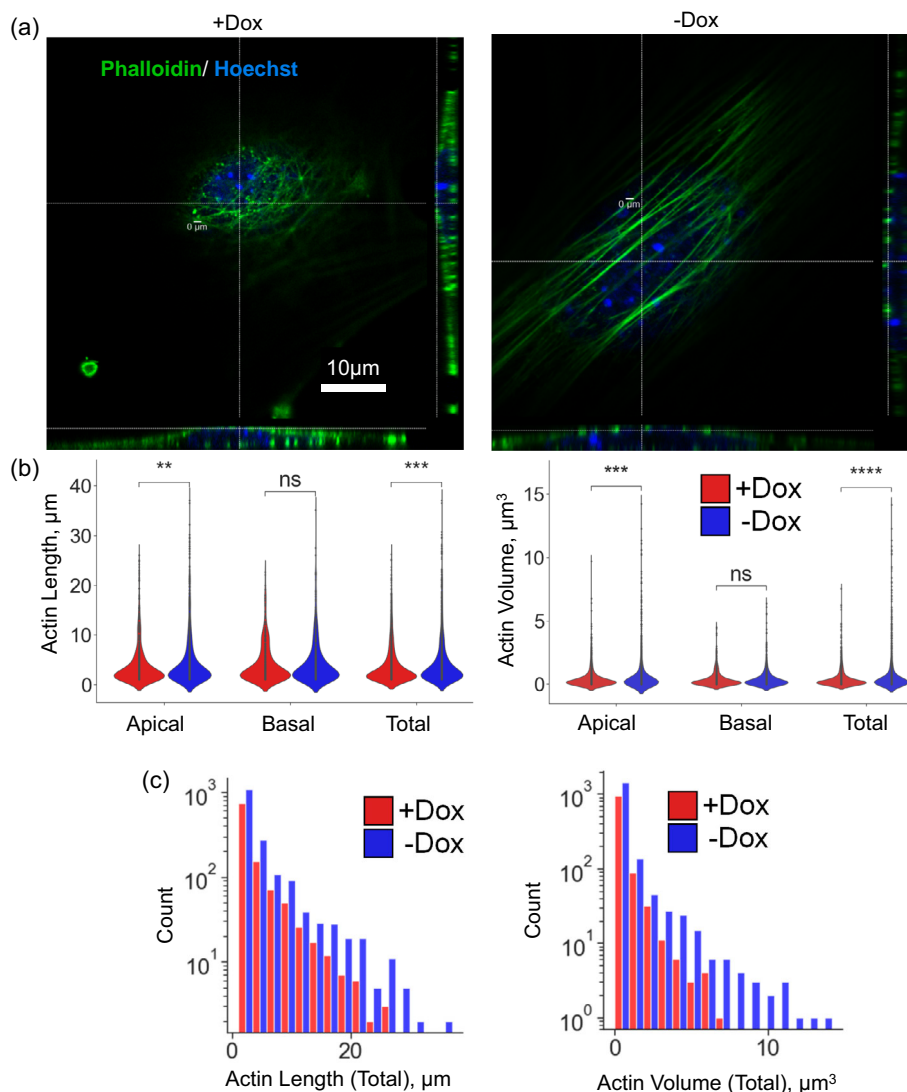 (a)
+Dox
-Dox
Phalloidin/ Hoechst
0 µm
0 µm
10µm
(b)
Actin Length, µm
40
30
20
10
0
**
ns
***
Apical
Basal
Total
Actin Volume, µm³
15
10
5
0
***
ns
****
+Dox
-Dox
Apical
Basal
Total
(c)
Count
10³
10²
10¹
+Dox
-Dox
0
20
Actin Length (Total), µm
Count
10³
10²
10¹
10⁰
+Dox
-Dox
0
10
Actin Volume (Total), µm³